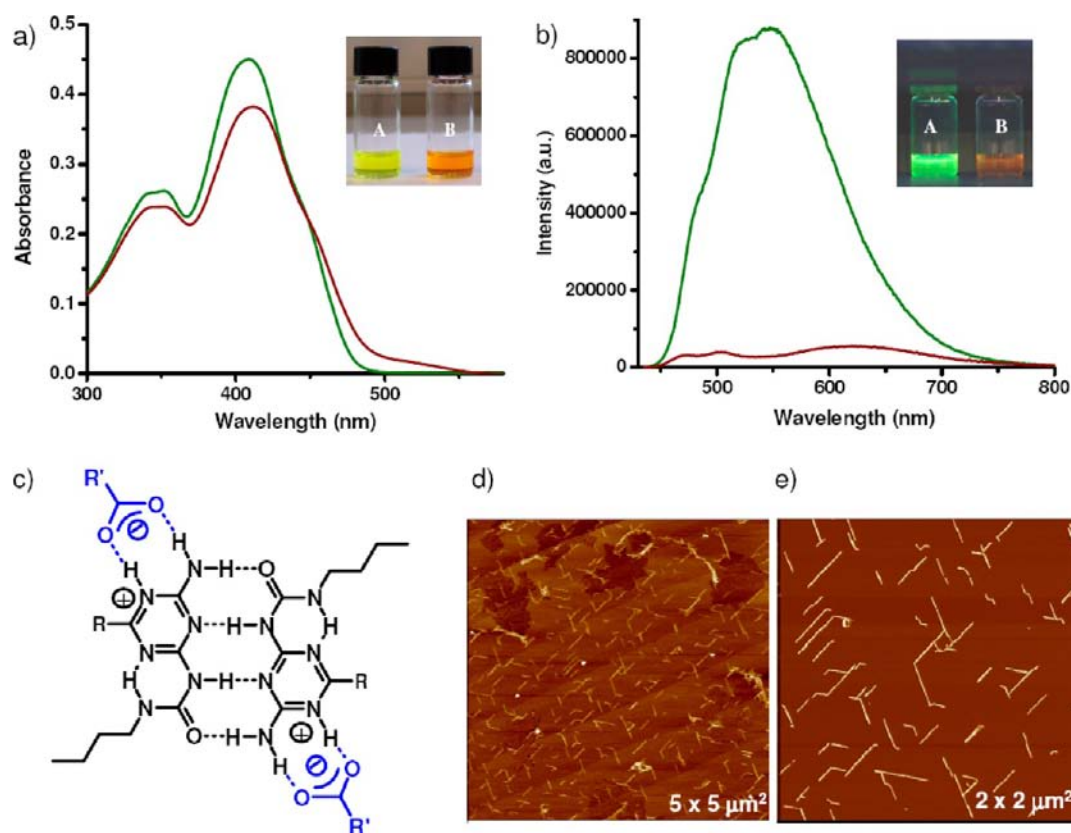 a)
0.5
0.4
0.3
0.2
0.1
0.0
Absorbance
300
400
500
Wavelength (nm)
A
B
b)
800000
600000
400000
200000
0
Intensity (a.u.)
500
600
700
800
Wavelength (nm)
A
B
c)
R'
O
O
⊖
H
H
H
N
H
O
⊕
N
N
R
N
H
N
N
H
H
N
N
H
N
N
R
N
N
H
N
O
H
N
⊕
H
H
⊖
O
O
R'
d)
5 x 5 µm²
e)
2 x 2 µm²